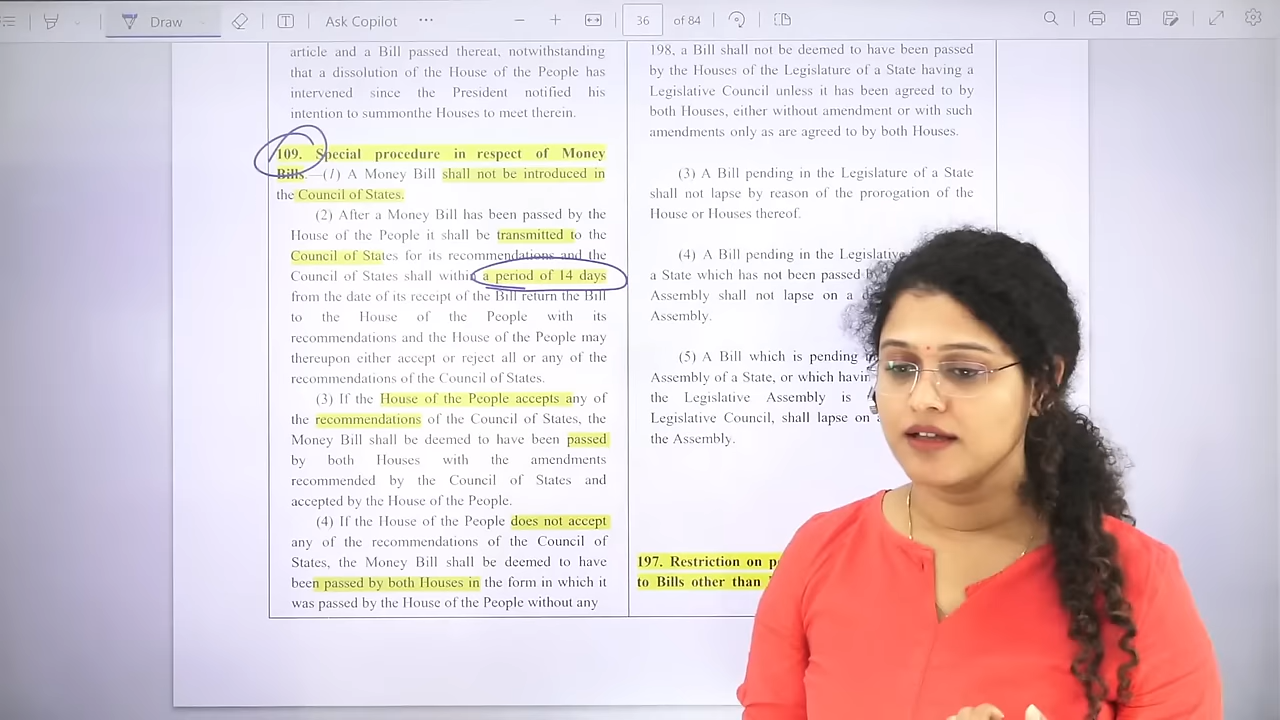 Draw
Ask Copilot
36
of 84
article and a Bill passed thereat, notwithstanding
that a dissolution of the House of the People has
intervened since the President notified his
intention to summonthe Houses to meet therein.
109. Special procedure in respect of Money
Bills.—(1) A Money Bill shall not be introduced in
the Council of States.
(2) After a Money Bill has been passed by the
House of the People it shall be transmitted to the
Council of States for its recommendations and the
Council of States shall within a period of 14 days
from the date of its receipt of the Bill return the Bill
to the House of the People with its
recommendations and the House of the People may
thereupon either accept or reject all or any of the
recommendations of the Council of States.
(3) If the House of the People accepts any of
the recommendations of the Council of States, the
Money Bill shall be deemed to have been passed
by both Houses with the amendments
recommended by the Council of States and
accepted by the House of the People.
(4) If the House of the People does not accept
any of the recommendations of the Council of
States, the Money Bill shall be deemed to have
been passed by both Houses in the form in which it
was passed by the House of the People without any
198, a Bill shall not be deemed to have been passed
by the Houses of the Legislature of a State having a
Legislative Council unless it has been agreed to by
both Houses, either without amendment or with such
amendments only as are agreed to by both Houses.
(3) A Bill pending in the Legislature of a State
shall not lapse by reason of the prorogation of the
House or Houses thereof.
(4) A Bill pending in the Legislative
a State which has not been passed
Assembly shall not lapse on a
Assembly.
(5) A Bill which is pending
Assembly of a State, or which
the Legislative Assembly is
Legislative Council, shall lapse on
the Assembly.
197. Restriction on
to Bills other than